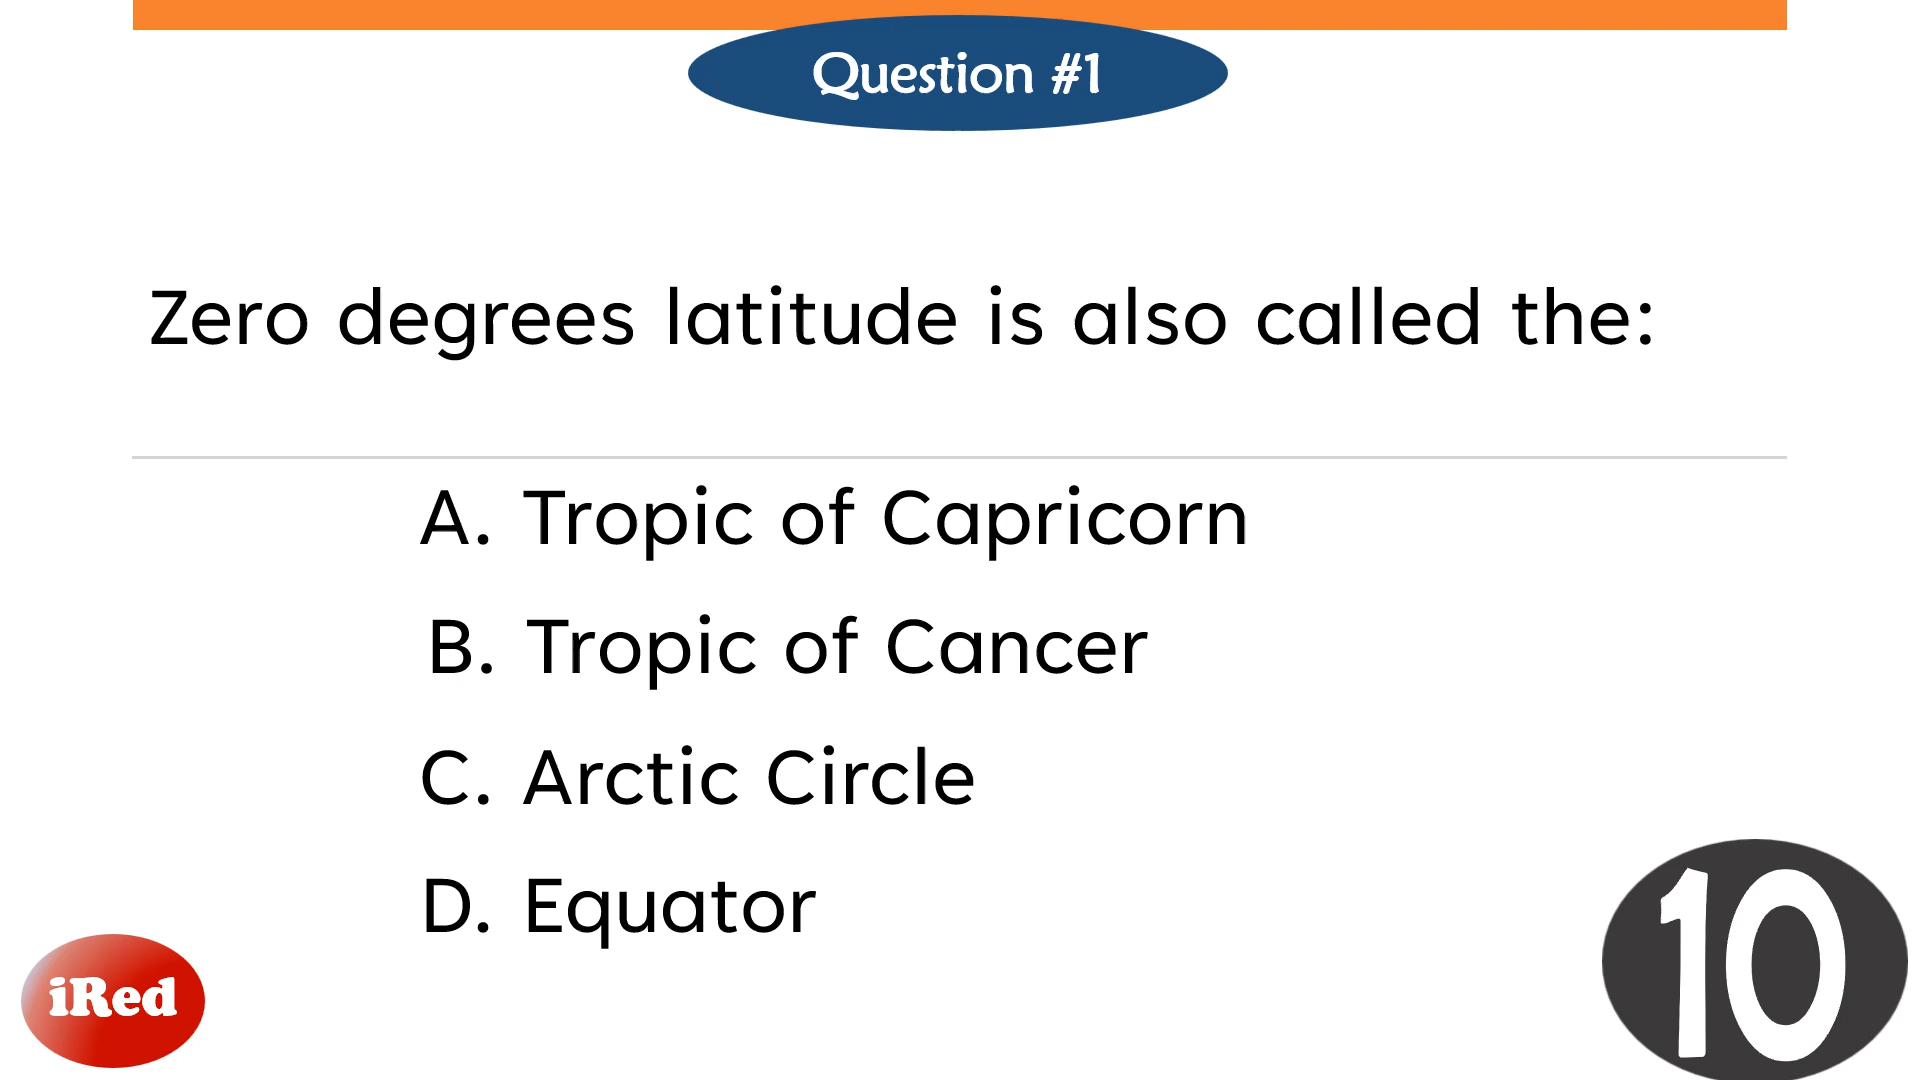 Question #1
Zero degrees latitude is also called the:
A. Tropic of Capricorn
B. Tropic of Cancer
C. Arctic Circle
D. Equator
iRed
10